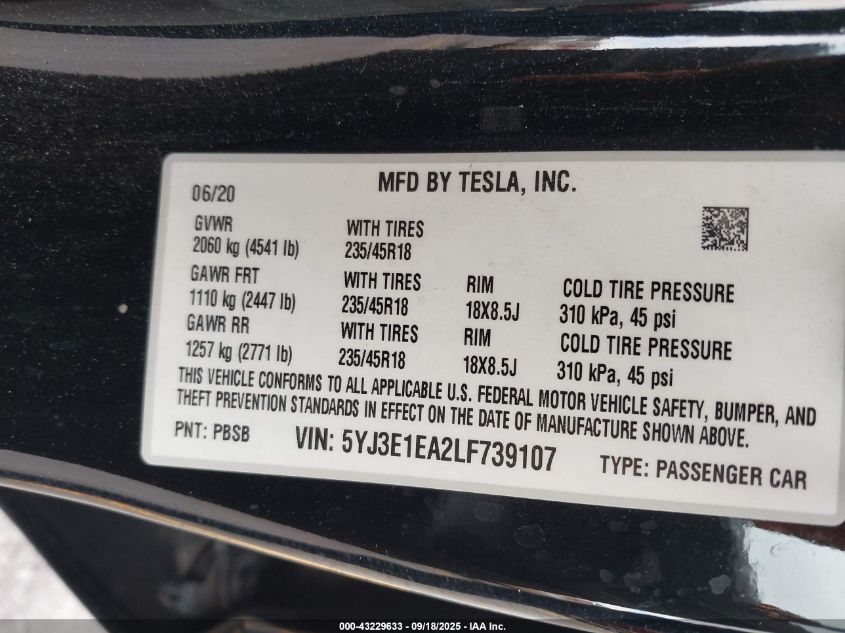 MFD BY TESLA, INC.
06/20
GVWR WITH TIRES
2060 kg (4541 lb) 235/45R18
GAWR FRT WITH TIRES RIM COLD TIRE PRESSURE
1110 kg (2447 lb) 235/45R18 18X8.5J 310 kPa, 45 psi
GAWR RR WITH TIRES RIM COLD TIRE PRESSURE
1257 kg (2771 lb) 235/45R18 18X8.5J 310 kPa, 45 psi
THIS VEHICLE CONFORMS TO ALL APPLICABLE U.S. FEDERAL MOTOR VEHICLE SAFETY, BUMPER, AND
THEFT PREVENTION STANDARDS IN EFFECT ON THE DATE OF MANUFACTURE SHOWN ABOVE.
PNT: PBSB VIN: 5YJ3E1EA2LF739107 TYPE: PASSENGER CAR
000-43229633 - 09/18/2025 - IAA Inc.